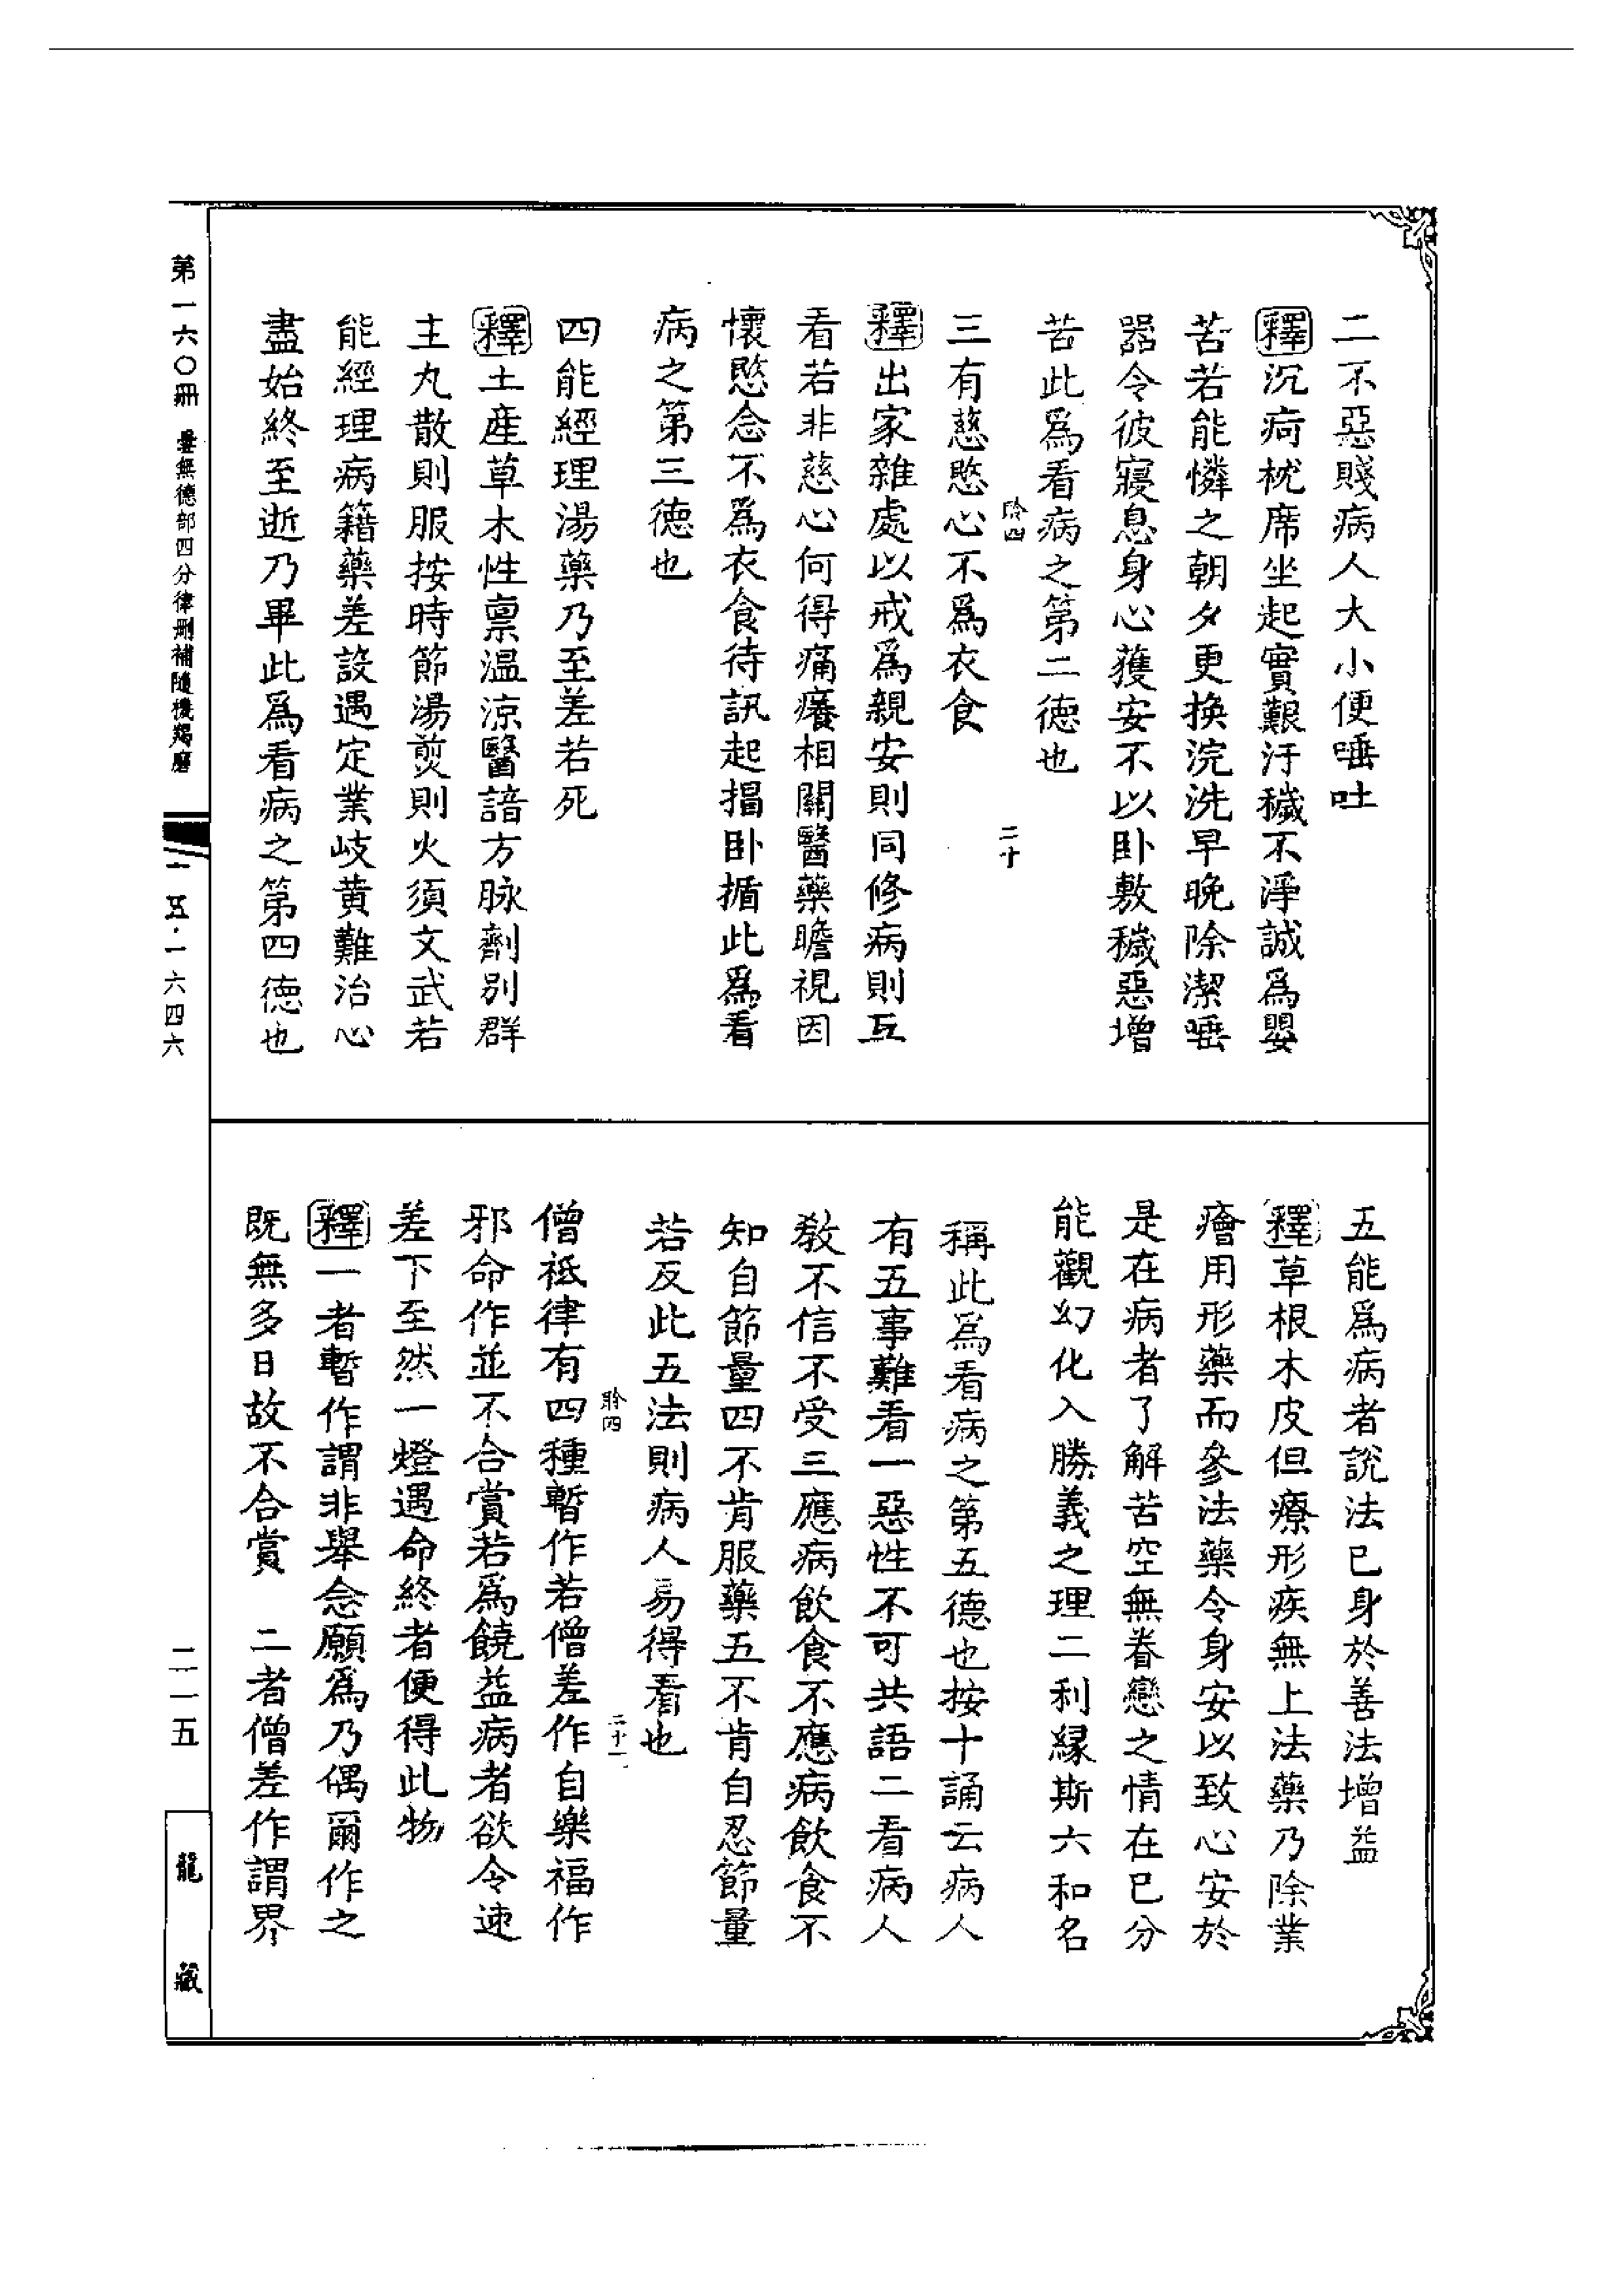 二不惡賤病人大小便唾吐
釋沉痾枕席坐起實艱汙穢不淨誠爲嬰
苦若能憐之朝夕更換浣洗早晚除潔唾
器令彼寢息身心獲安不以卧敷穢惡增
苦此爲看病之第二德也
聆四
二十
三有慈愍心不爲衣食
釋出家雜處以戒爲親安則同修病則互
看若非慈心何得痛癢相關醫藥瞻視因
懷愍念不爲衣食待訊起搨卧揗此爲看
病之第三德也
四能經理湯藥乃至差若死
釋土產草木性禀温凉醫諳方脉劑别群
主丸散則服按時節湯煎則火須文武若
能經理病籍藥差設遇定業岐黄難治心
盡始終至逝乃畢此爲看病之第四德也
五能爲病者說法已身於善法增益
釋草根木皮但療形疾無上法藥乃除業
癐用形藥而參法藥令身安以致心安於
是在病者了解苦空無眷戀之情在已分
能觀幻化入勝義之理二利緣斯六和名
稱此爲看病之第五德也按十誦云病人
有五事難看一惡性不可共語二看病人
教不信不受三應病飲食不應病飲食不
知自節量四不肯服藥五不肯自忍節量
若反此五法則病人易得看也
聆四
二十一
僧祇律有四種暫作若僧差作自樂福作
邪命作並不合賞若爲饒益病者欲令速
差下至然一燈遇命終者便得此物
釋一者暫作謂非舉念願爲乃偶爾作之
既無多日故不合賞　二者僧差作謂界
第一六〇冊　曇無德部四分律刪補隨機羯磨
一五·一六四六
二一五
龍藏